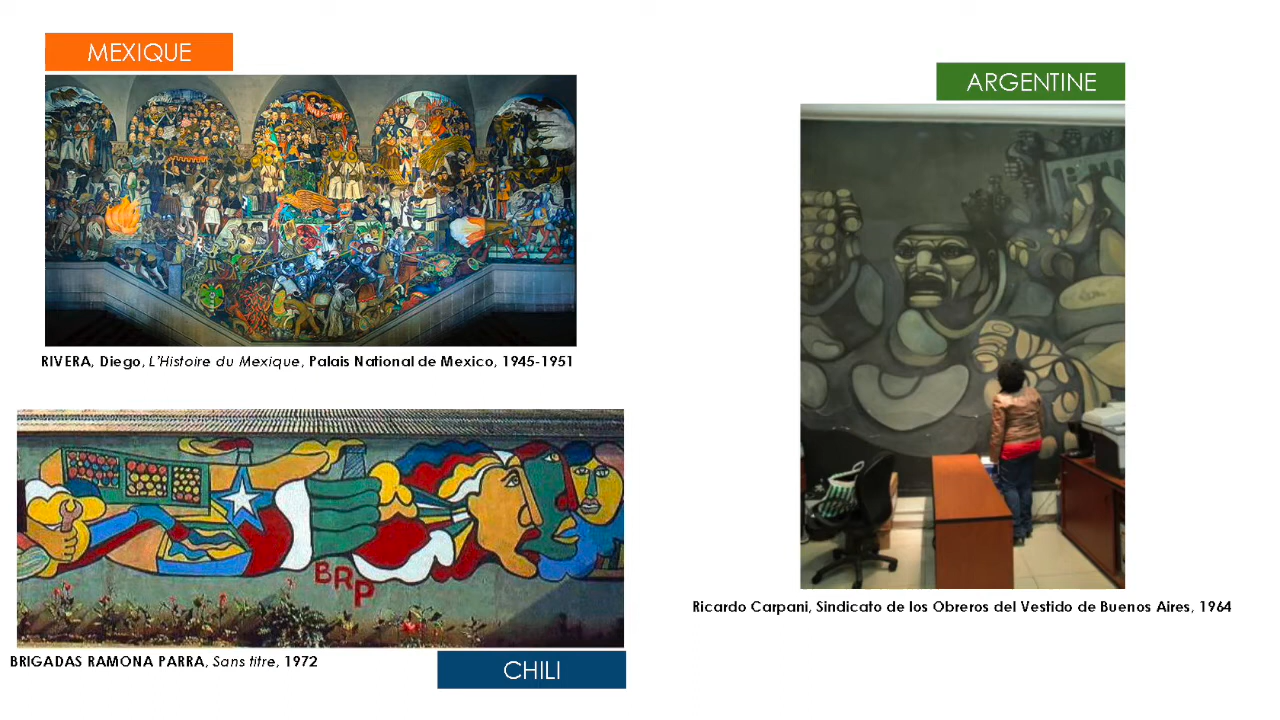 MEXIQUE
RIVERA, Diego, L'Histoire du Mexique, Palais National de Mexico, 1945-1951
BRP
BRIGADAS RAMONA PARRA, Sans titre, 1972
CHILI
ARGENTINE
Ricardo Carpani, Sindicato de los Obreros del Vestido de Buenos Aires, 1964